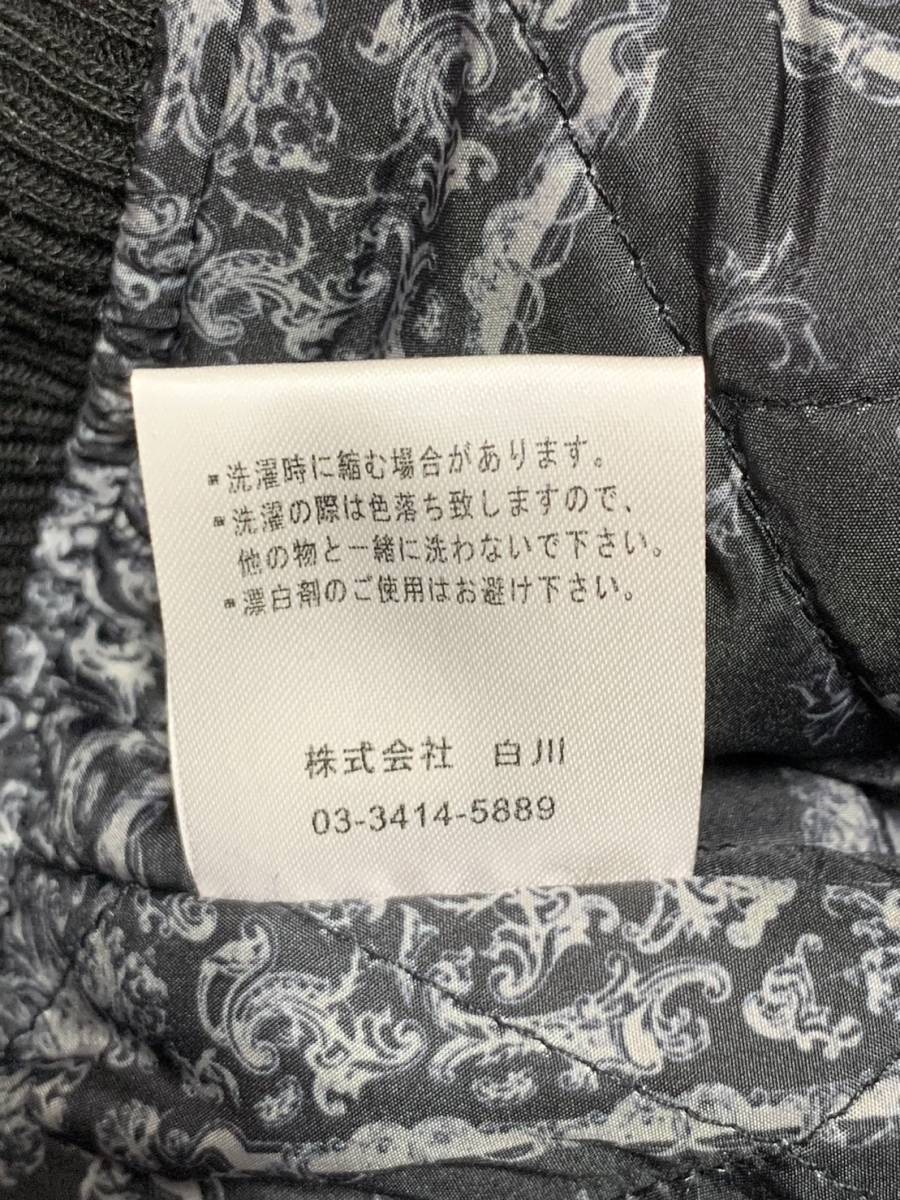 ※洗濯時に縮む場合があります。
※洗濯の際は色落ち致しますので、
他の物と一緒に洗わないで下さい。
※漂白剤のご使用はお避け下さい。
株式会社 白川
03-3414-5889